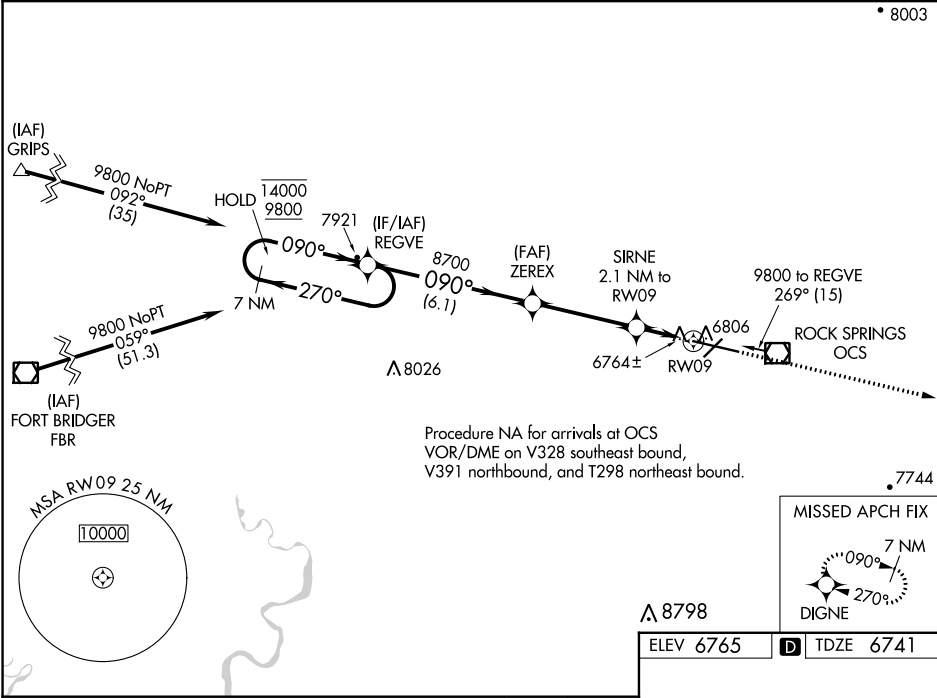 8003
(IAF)
GRIPS
9800 NoPT
092°
(35)
HOLD
14000
9800
7921
(IF/IAF)
REGVE
090°
270°
7 NM
8700
090°
(6.1)
(FAF)
ZEREX
SIRNE
2.1 NM to
RW09
9800 to REGVE
269° (15)
6806
ROCK SPRINGS
OCS
6764±
RW09
9800 NoPT
059°
(51.3)
8026
(IAF)
FORT BRIDGER
FBR
Procedure NA for arrivals at OCS
VOR/DME on V328 southeast bound,
V391 northbound, and T298 northeast bound.
7744
MSA RW09 25 NM
10000
MISSED APCH FIX
7 NM
090°
270°
DIGNE
8798
ELEV 6765 D TDZE 6741